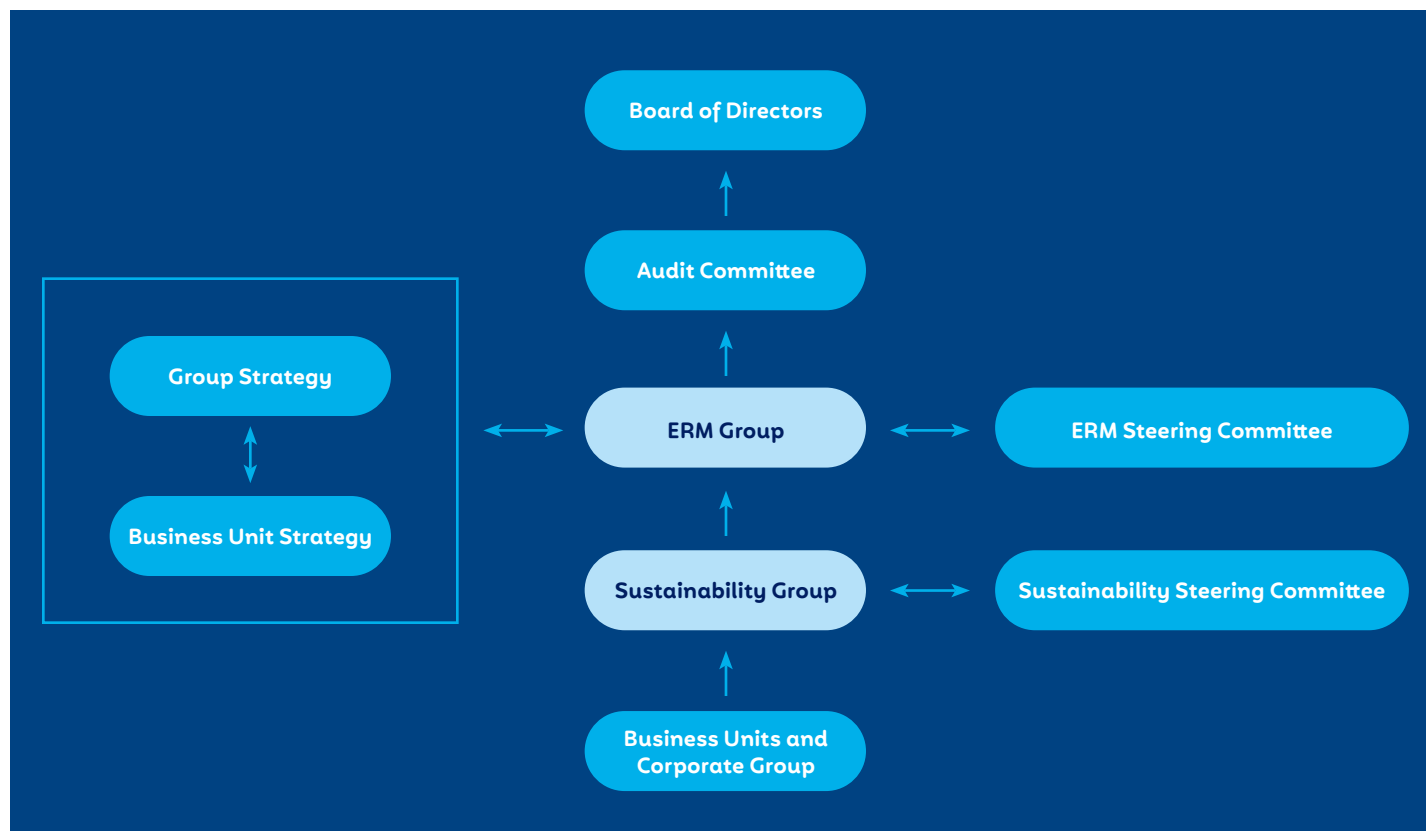 Board of Directors
Audit Committee
Group Strategy
ERM Group
ERM Steering Committee
Business Unit Strategy
Sustainability Group
Sustainability Steering Committee
Business Units and
Corporate Group